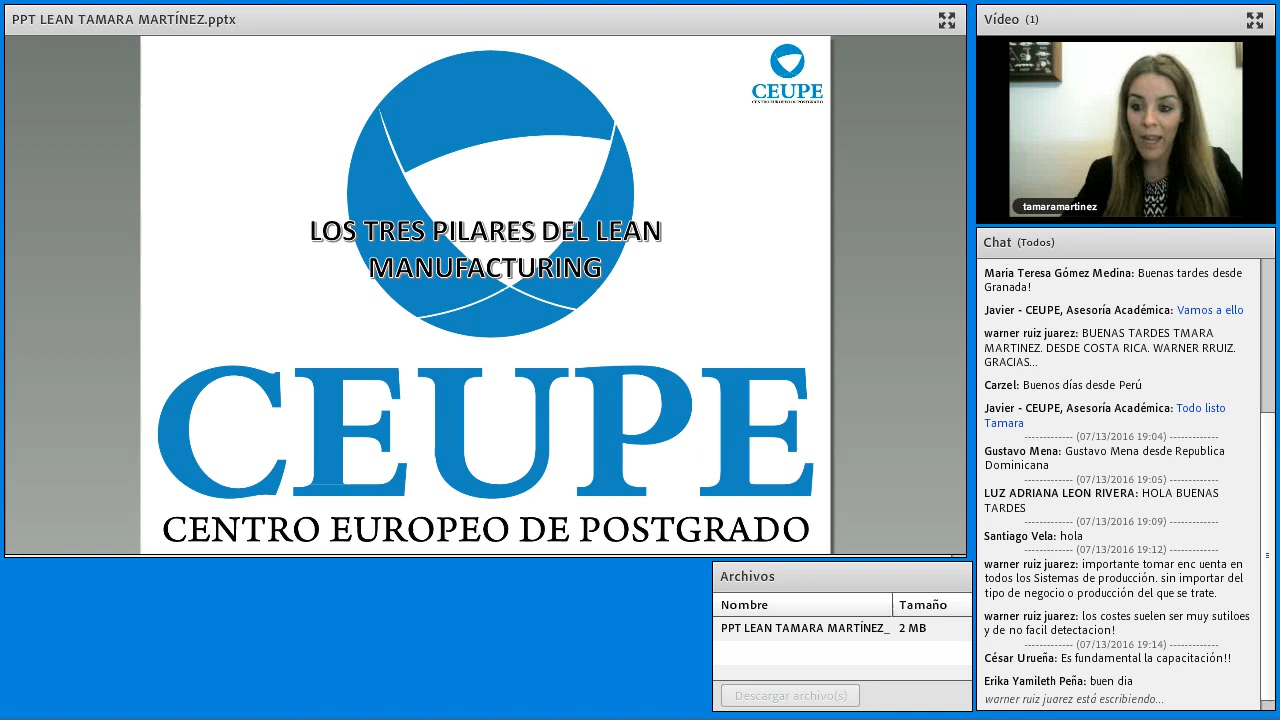 PPT LEAN TAMARA MARTÍNEZ.pptx
CEUPE
CENTRO EUROPEO DE POSTGRADO
LOS TRES PILARES DEL LEAN
MANUFACTURING
CEUPE
CENTRO EUROPEO DE POSTGRADO
Archivos
Nombre
Tamaño
PPT LEAN TAMARA MARTÍNEZ_
2 MB
Descargar archivo(s)
Vídeo (1)
tamaramartinez
Chat (Todos)
Maria Teresa Gómez Medina: Buenas tardes desde
Granada!
Javier - CEUPE, Asesoría Académica: Vamos a ello
warner ruiz juarez: BUENAS TARDES TMARA
MARTINEZ. DESDE COSTA RICA. WARNER RRUIZ.
GRACIAS...
Carzel: Buenos días desde Perú
Javier - CEUPE, Asesoría Académica: Todo listo
Tamara
------------- (07/13/2016 19:04) -------------
Gustavo Mena: Gustavo Mena desde Republica
Dominicana
------------- (07/13/2016 19:05) -------------
LUZ ADRIANA LEON RIVERA: HOLA BUENAS
TARDES
------------- (07/13/2016 19:09) -------------
Santiago Vela: hola
------------- (07/13/2016 19:12) -------------
warner ruiz juarez: importante tomar enc uenta en
todos los Sistemas de producción. sin importar del
tipo de negocio o producción del que se trate.
warner ruiz juarez: los costes suelen ser muy sutiloes
y de no facil detectacion!
------------- (07/13/2016 19:14) -------------
César Urueña: Es fundamental la capacitación!!
Erika Yamileth Peña: buen dia
warner ruiz juarez está escribiendo...